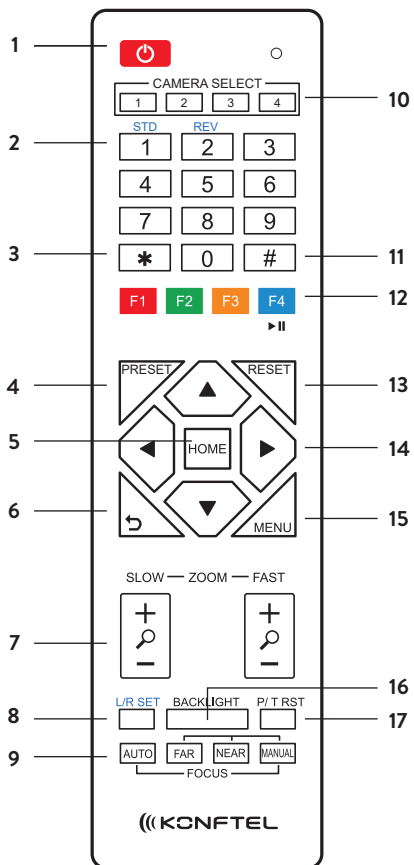 1
CAMERA SELECT
1 2 3 4
10
STD REV
2
1 2 3
4 5 6
7 8 9
3
* 0 #
11
F1 F2 F3 F4
12
4
PRESET RESET
13
5
HOME
14
6
MENU
15
SLOW ZOOM FAST
+ +
7
− −
16
L/R SET BACKLIGHT P/T RST
8
17
9
AUTO FAR NEAR MANUAL
FOCUS
KONFTEL